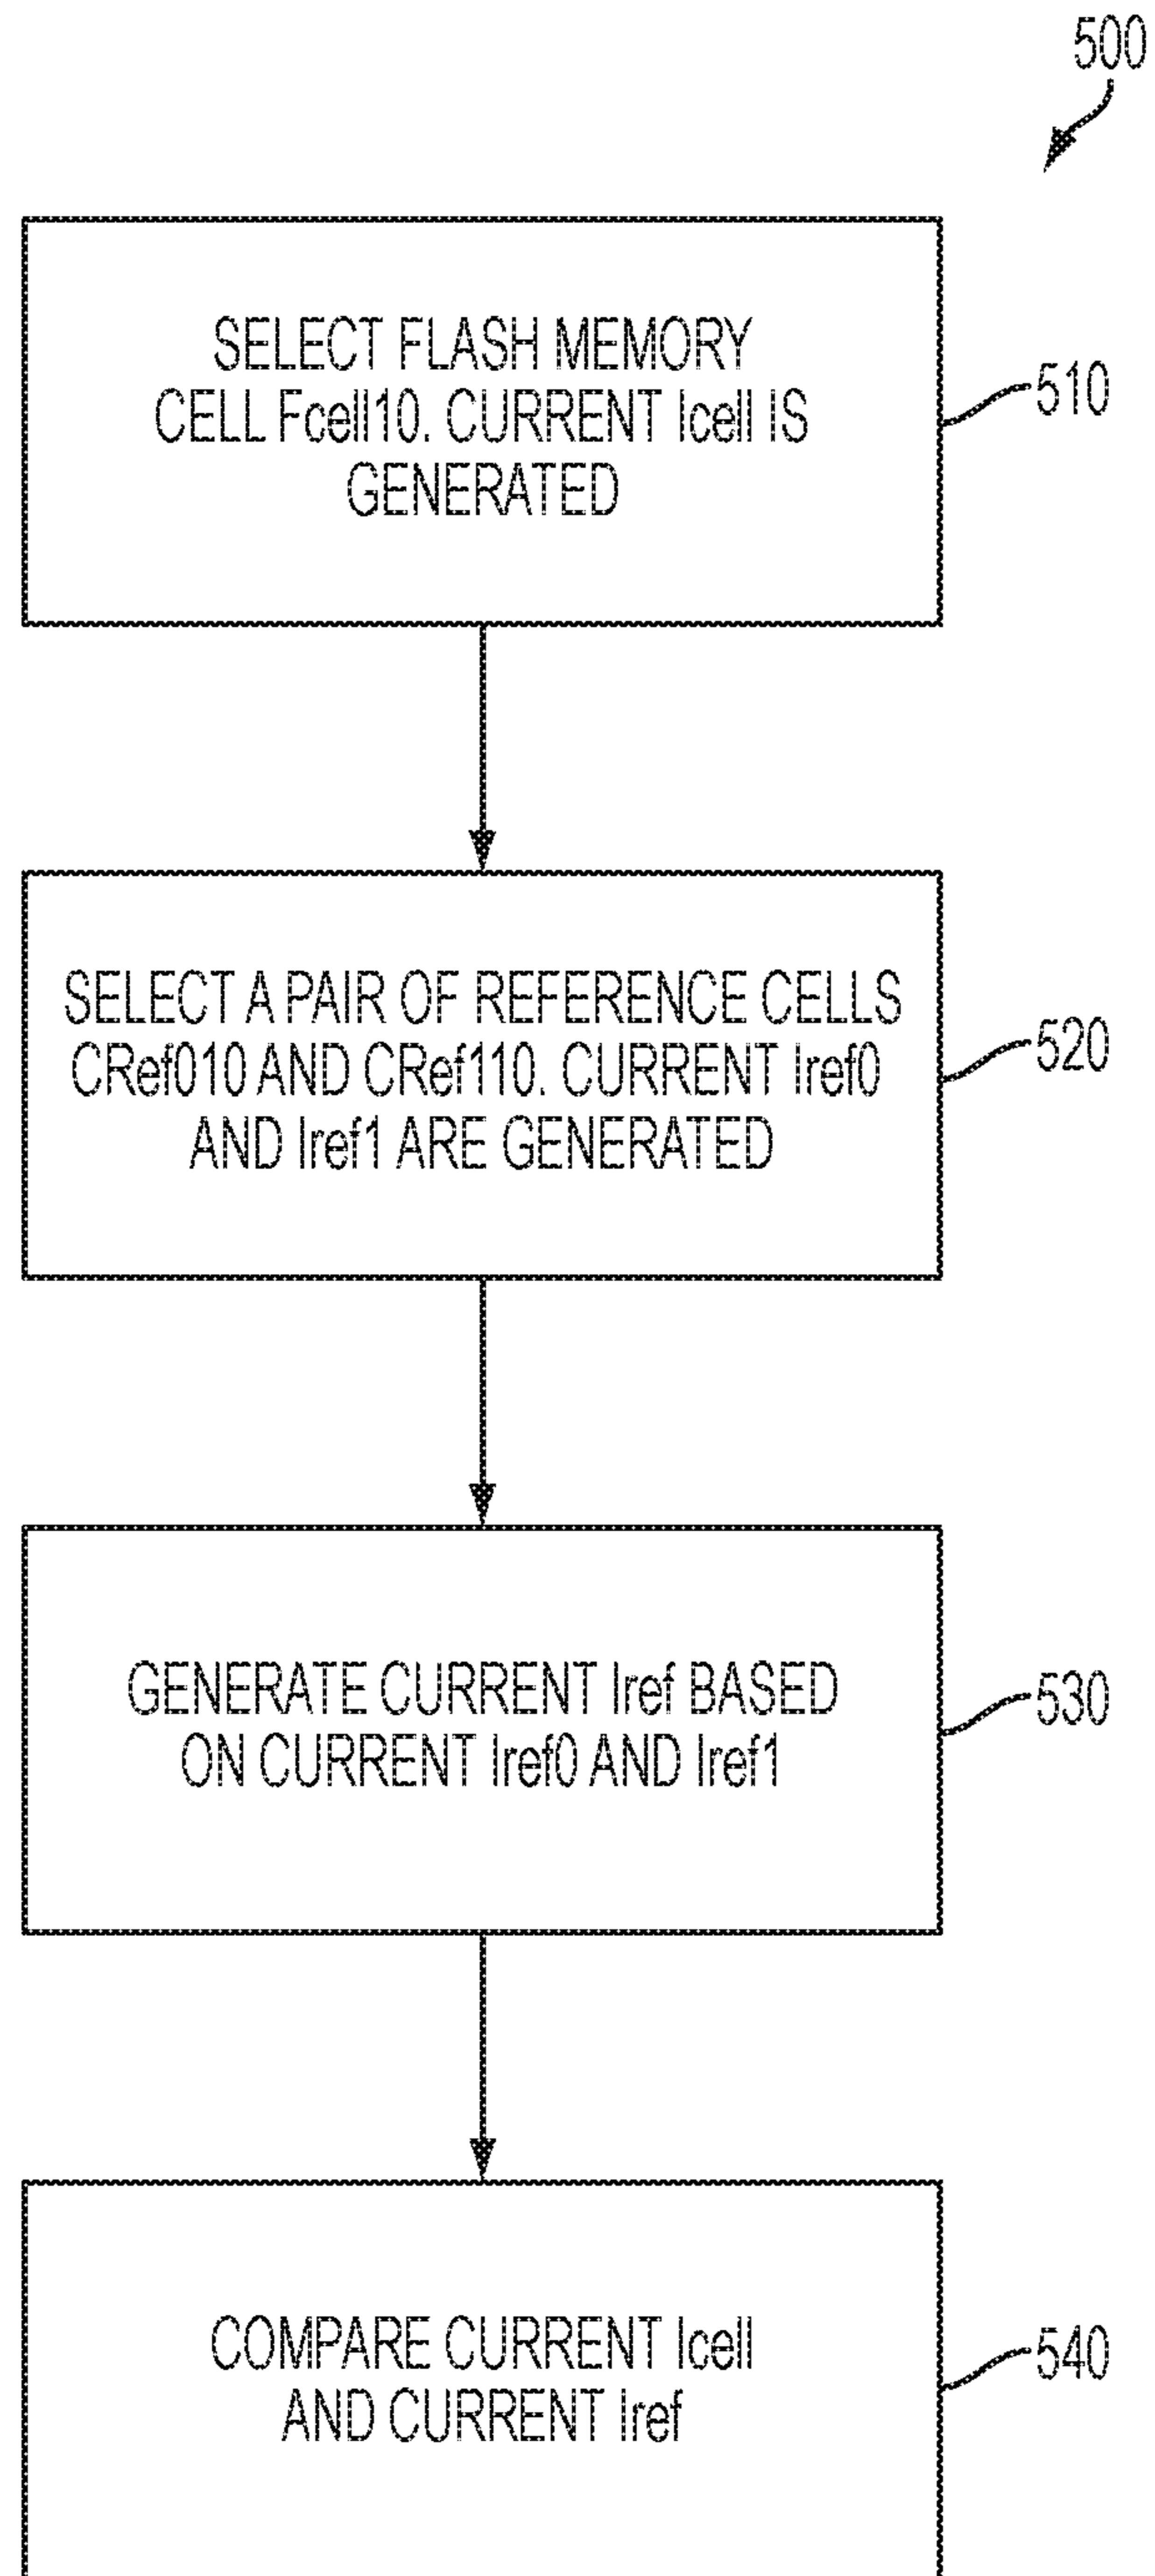 500
SELECT FLASH MEMORY
CELL Fcell10. CURRENT Icell IS
GENERATED
510
SELECT A PAIR OF REFERENCE CELLS
CRef010 AND CRef110. CURRENT Iref0
AND Iref1 ARE GENERATED
520
GENERATE CURRENT Iref BASED
ON CURRENT Iref0 AND Iref1
530
COMPARE CURRENT Icell
AND CURRENT Iref
540